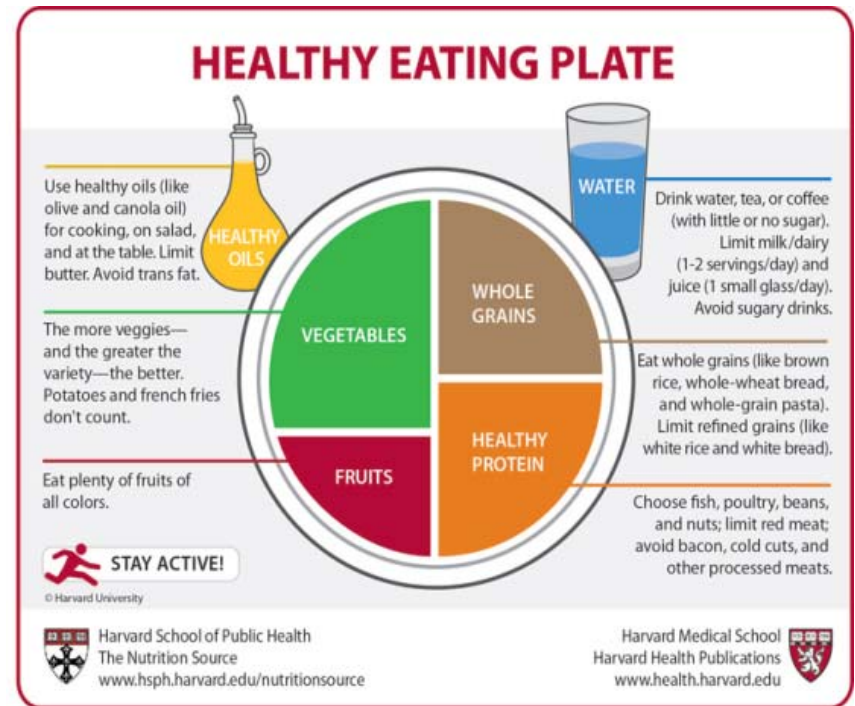 HEALTHY EATING PLATE
Use healthy oils (like
olive and canola oil)
for cooking, on salad,
and at the table. Limit
butter. Avoid trans fat.
HEALTHY
OILS
The more veggies—
and the greater the
variety—the better.
Potatoes and french fries
don't count.
Eat plenty of fruits of
all colors.
STAY ACTIVE!
© Harvard University
VEGETABLES
FRUITS
WHOLE
GRAINS
HEALTHY
PROTEIN
WATER
Drink water, tea, or coffee
(with little or no sugar).
Limit milk/dairy
(1-2 servings/day) and
juice (1 small glass/day).
Avoid sugary drinks.
Eat whole grains (like brown
rice, whole-wheat bread,
and whole-grain pasta).
Limit refined grains (like
white rice and white bread).
Choose fish, poultry, beans,
and nuts; limit red meat;
avoid bacon, cold cuts, and
other processed meats.
Harvard School of Public Health
The Nutrition Source
www.hsph.harvard.edu/nutritionsource
Harvard Medical School
Harvard Health Publications
www.health.harvard.edu